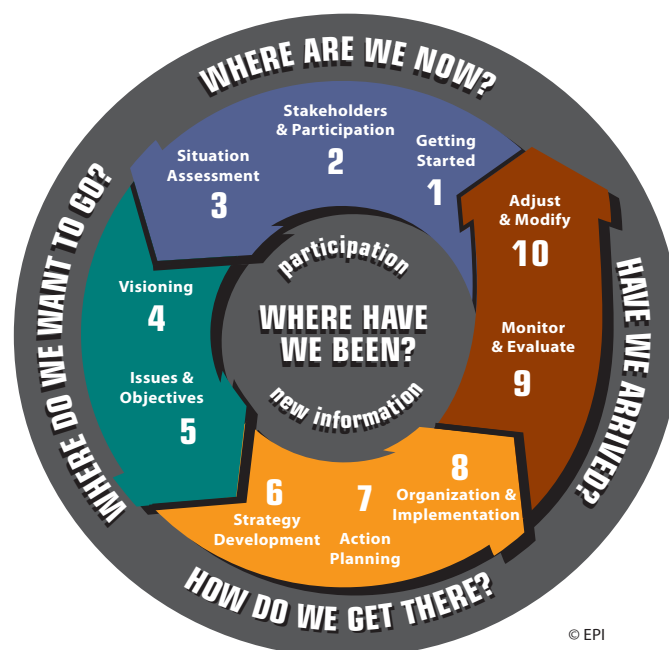 WHERE ARE WE NOW?
Getting
Started
1
Stakeholders
& Participation
2
Situation
Assessment
3
WHERE DO WE WANT TO GO?
Visioning
4
Issues &
Objectives
5
HOW DO WE GET THERE?
6
Strategy
Development
7
Action
Planning
8
Organization &
Implementation
HAVE WE ARRIVED?
Monitor
& Evaluate
9
Adjust
& Modify
10
participation
WHERE HAVE
WE BEEN?
new information
© EPI